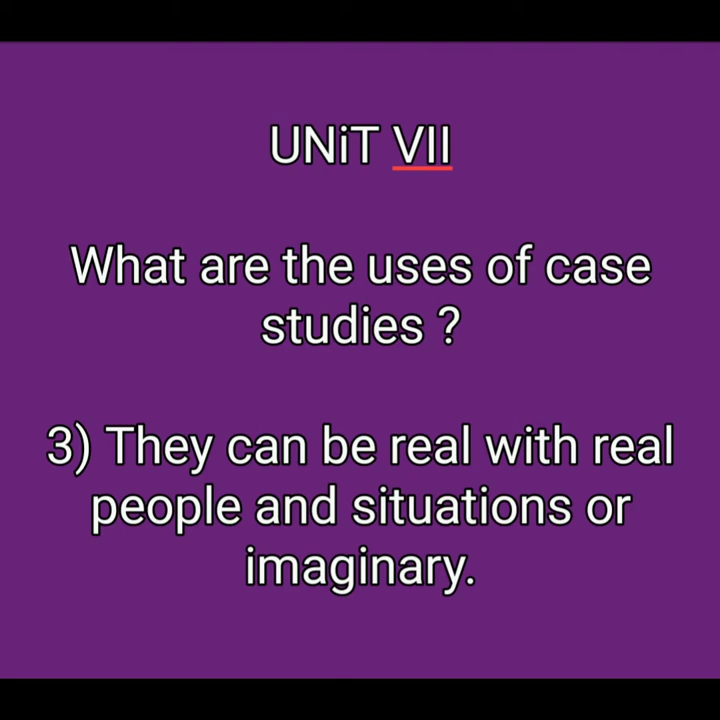 UNiT VII
What are the uses of case
studies ?
3) They can be real with real
people and situations or
imaginary.